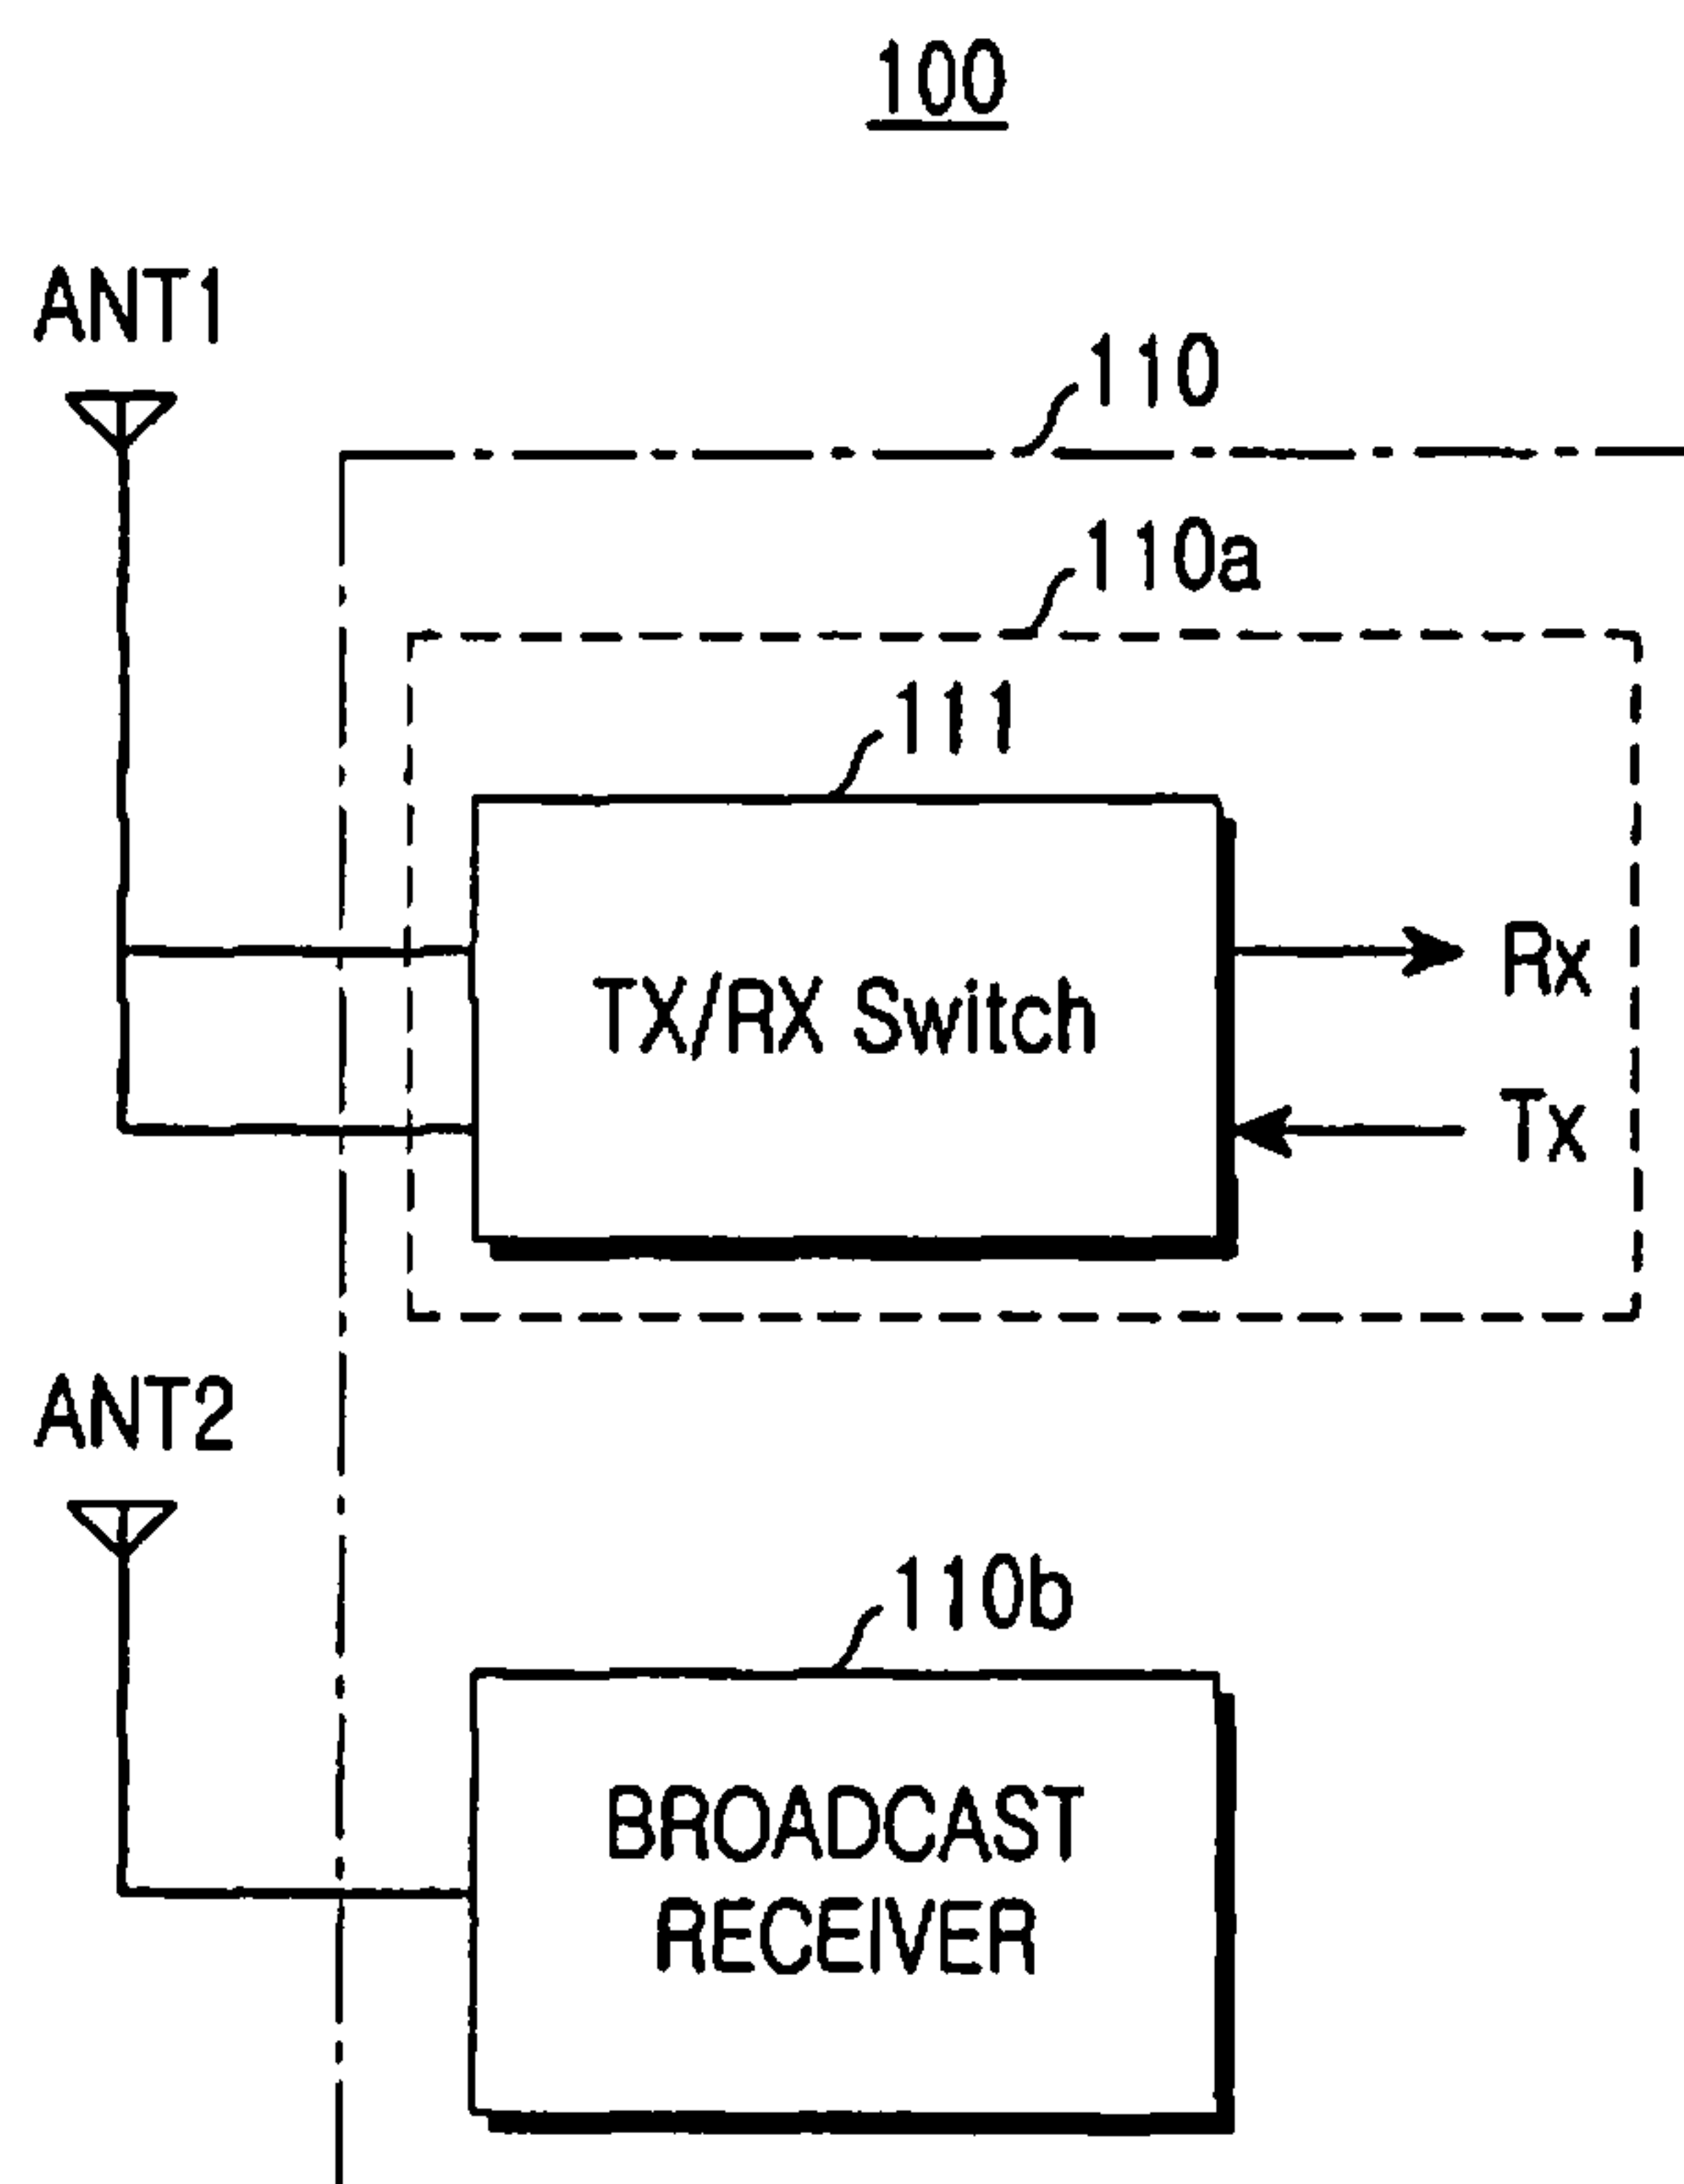 100
ANT1
110
110a
111
TX/RX Switch
Rx
Tx
ANT2
110b
BROADCAST
RECEIVER